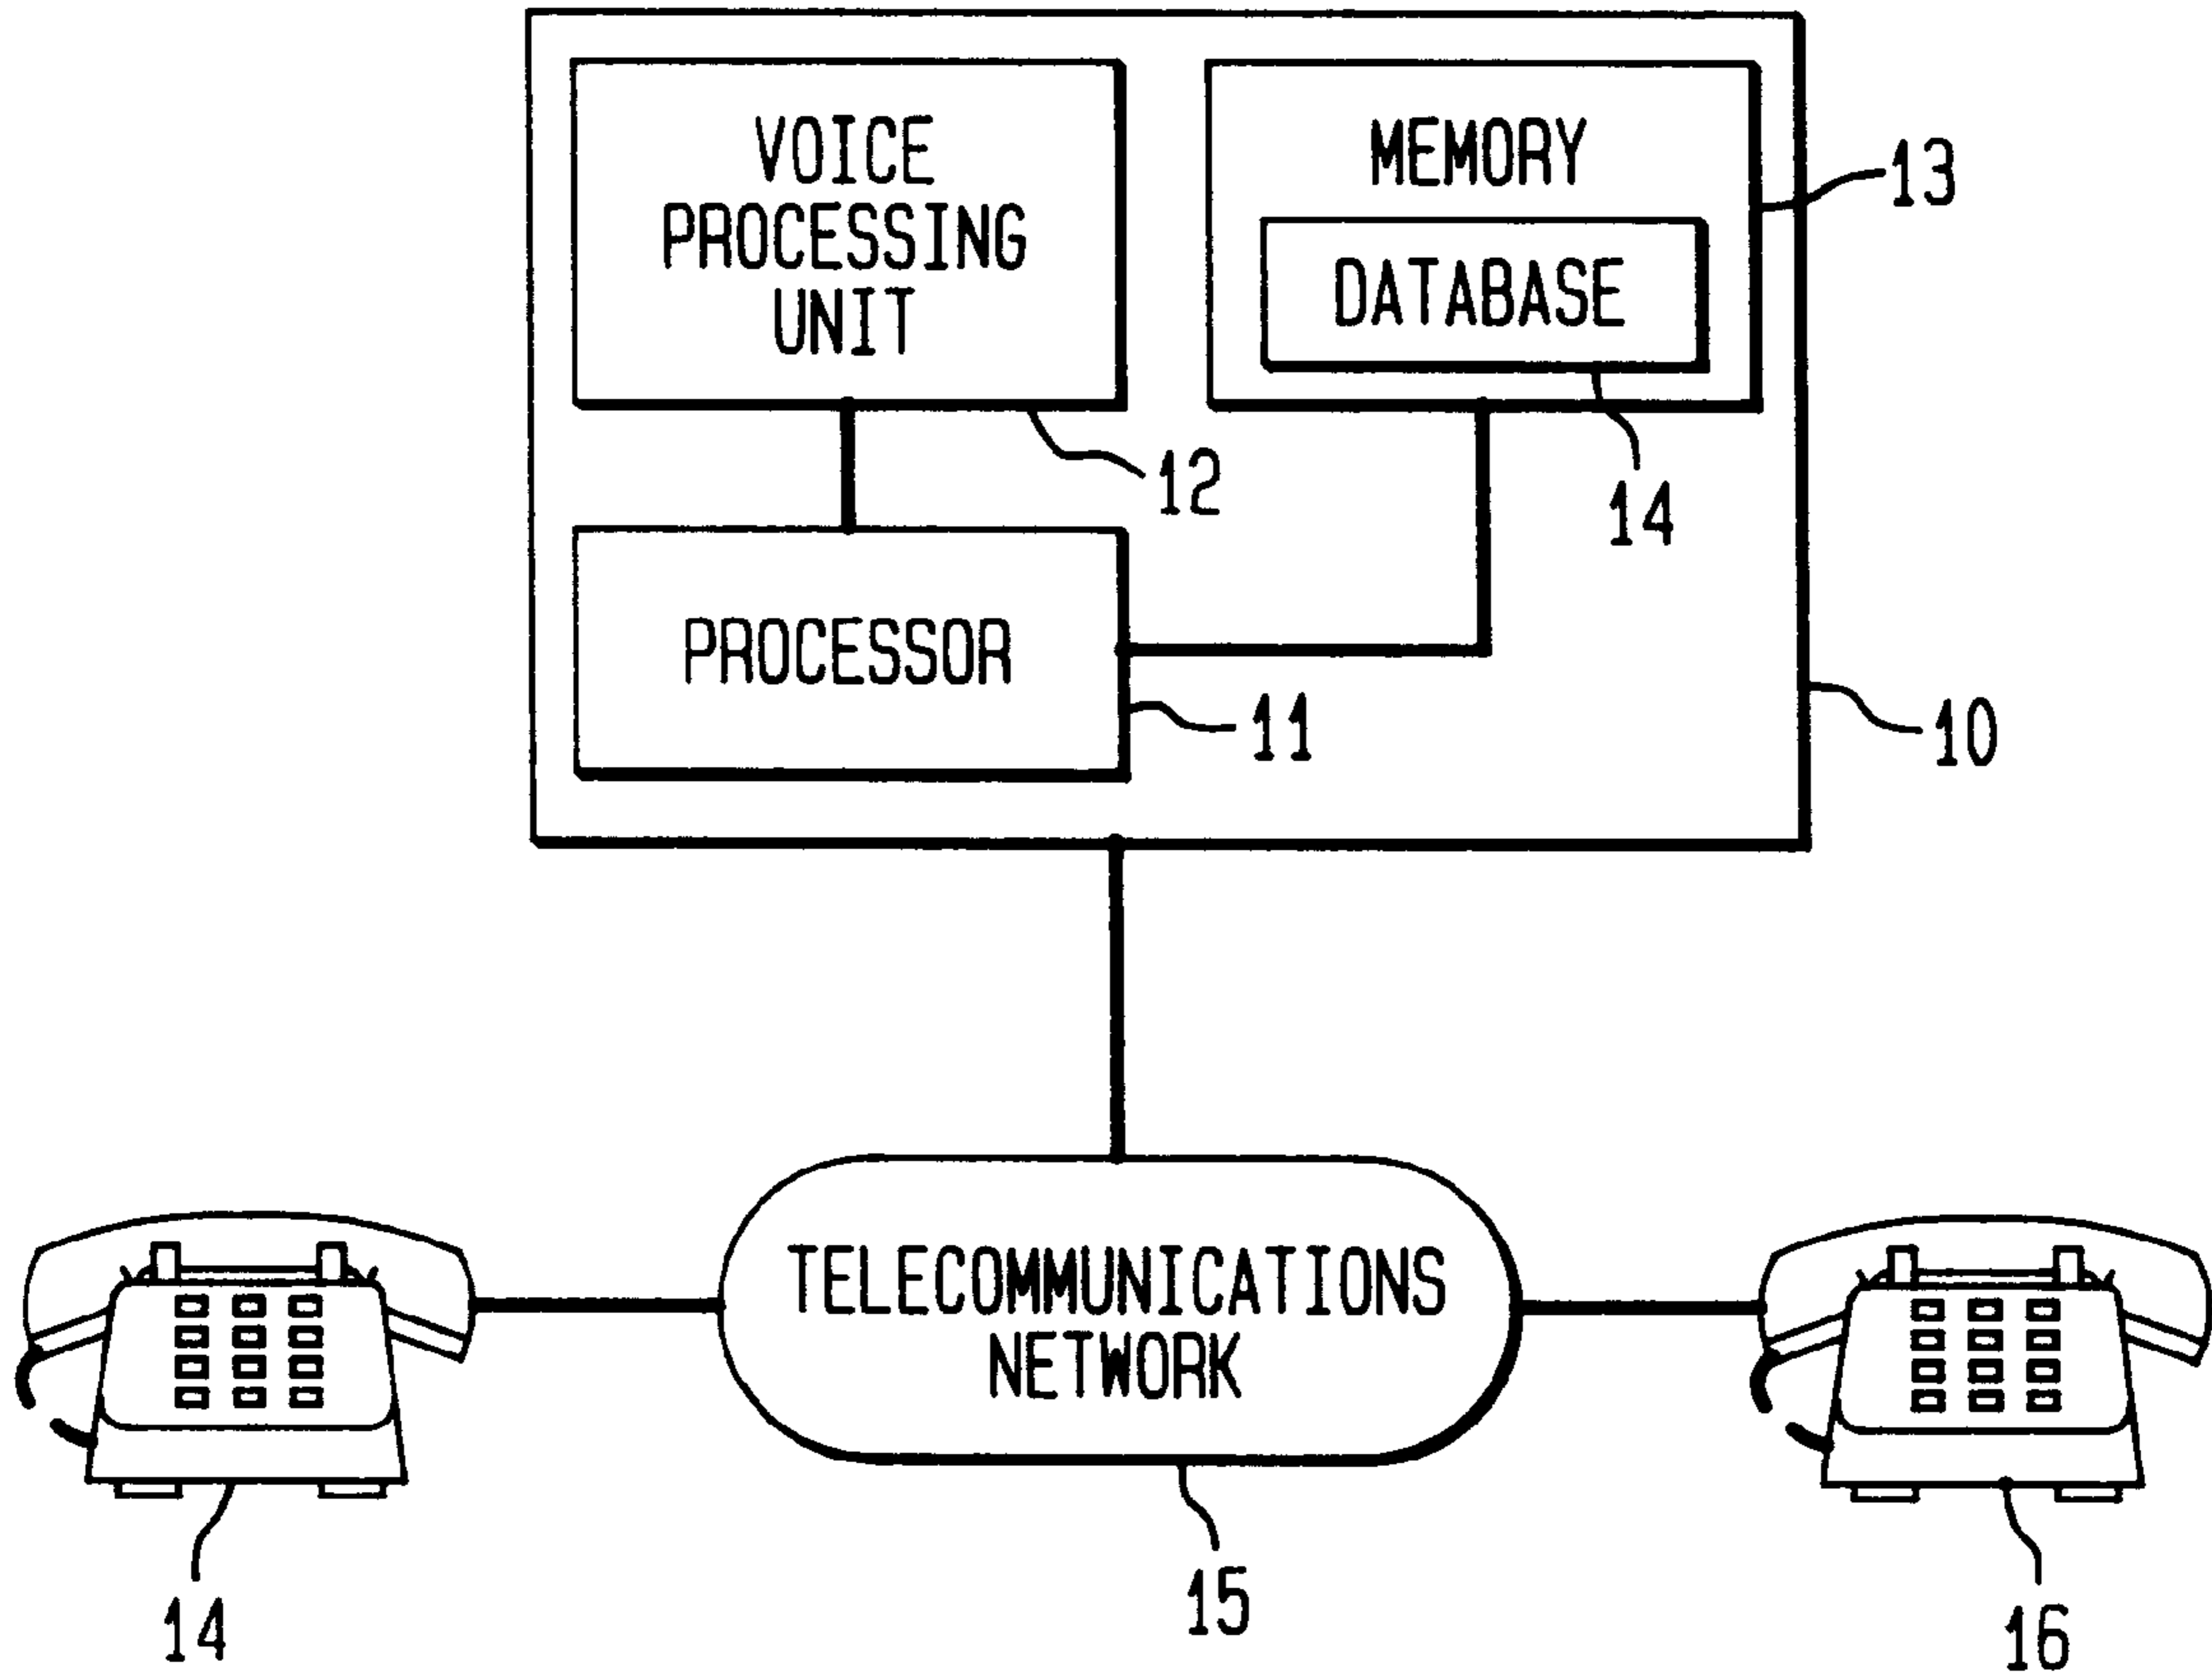 VOICE
PROCESSING
UNIT
MEMORY
DATABASE
13
12
14
PROCESSOR
11
10
TELECOMMUNICATIONS
NETWORK
14
15
16